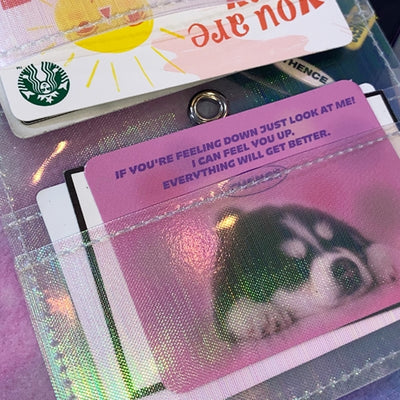 you are
HENCE
IF YOU'RE FEELING DOWN JUST LOOK AT ME!
I CAN FEEL YOU UP.
EVERYTHING WILL GET BETTER.